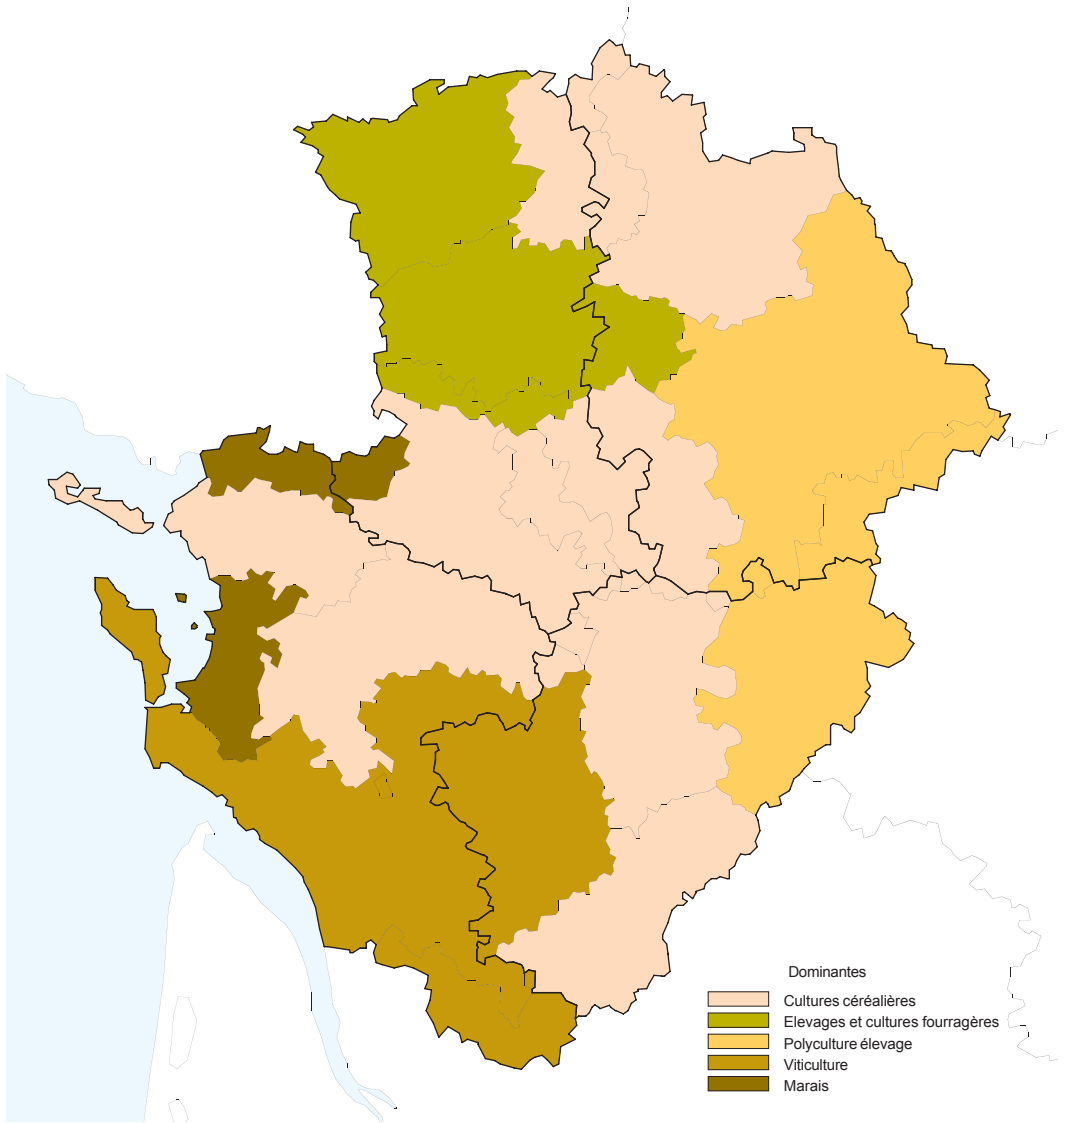 Dominantes
Cultures céréalières
Elevages et cultures fourragères
Polyculture élevage
Viticulture
Marais